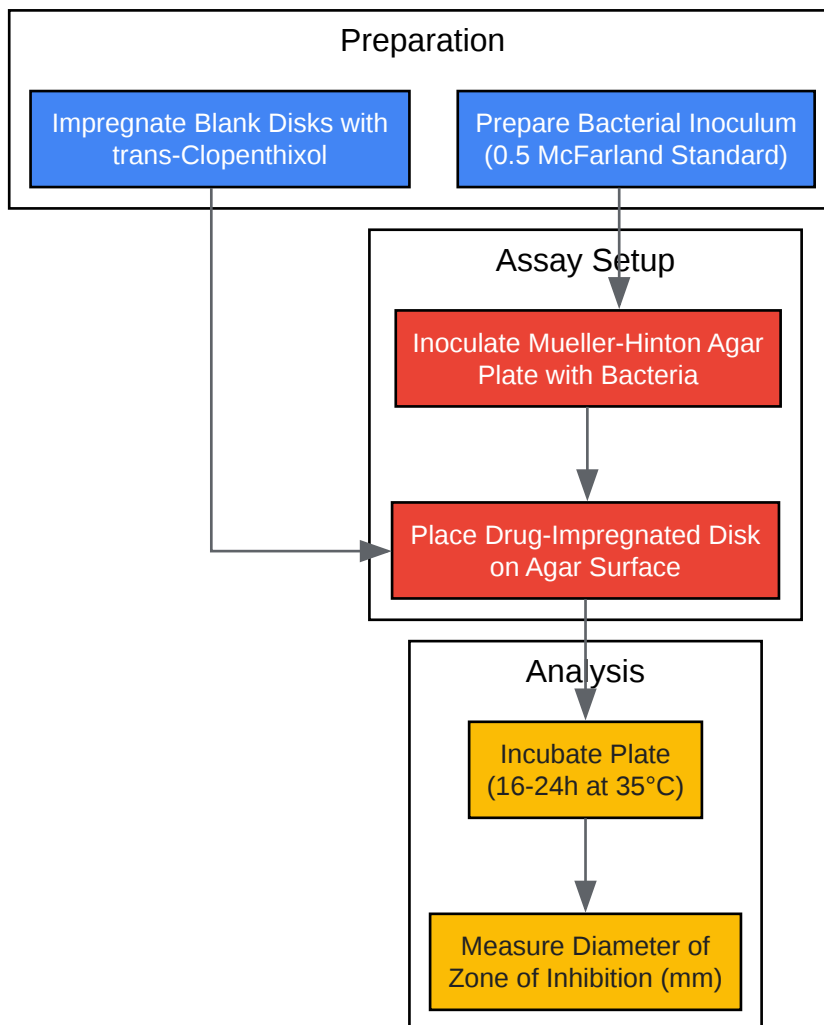 Preparation
Impregnate Blank Disks with
trans-Clopenthixol
Prepare Bacterial Inoculum
(0.5 McFarland Standard)
Assay Setup
Inoculate Mueller-Hinton Agar
Plate with Bacteria
Place Drug-Impregnated Disk
on Agar Surface
Analysis
Incubate Plate
(16-24h at 35°C)
Measure Diameter of
Zone of Inhibition (mm)